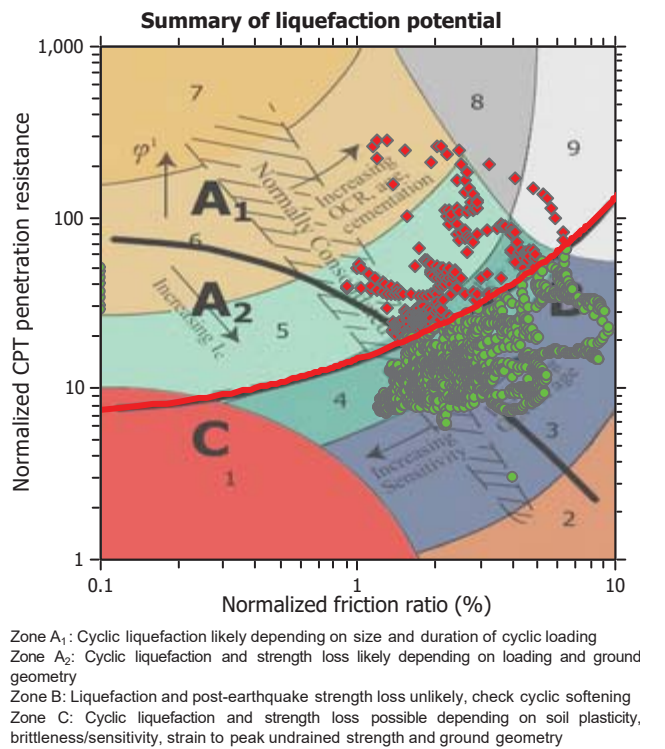 Summary of liquefaction potential
1,000
100
10
1
Normalized CPT penetration resistance
7
8
9
φ'
A1
Normally Consolidated
Increasing
OCR, age,
cementation
6
A2
Increasing Ic
5
B
4
3
C
1
Increasing
Sensitivity
2
0.1
1
10
Normalized friction ratio (%)
Zone A1: Cyclic liquefaction likely depending on size and duration of cyclic loading
Zone A2: Cyclic liquefaction and strength loss likely depending on loading and ground
geometry
Zone B: Liquefaction and post-earthquake strength loss unlikely, check cyclic softening
Zone C: Cyclic liquefaction and strength loss possible depending on soil plasticity,
brittleness/sensitivity, strain to peak undrained strength and ground geometry